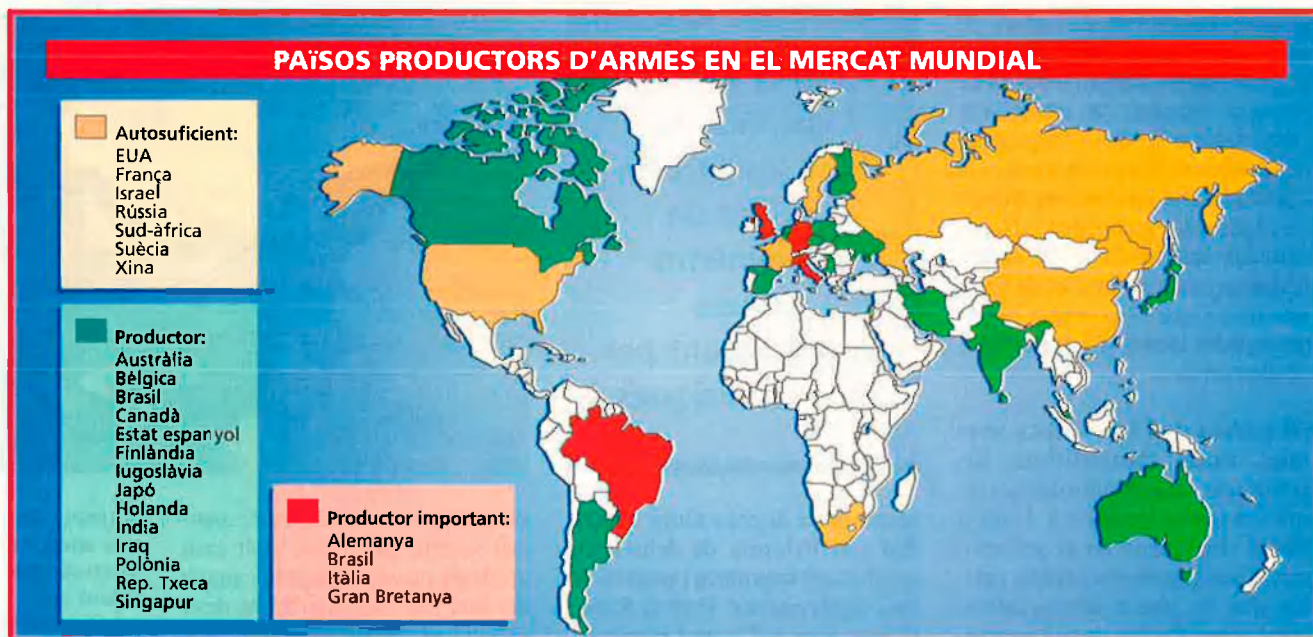 PAïSOS PRODUCTORS D'ARMES EN EL MERCAT MUNDIAL
Autosuficient:
EUA
França
Israel
Rússia
Sud-àfrica
Suècia
Xina
Productor:
Austràlia
Bèlgica
Brasil
Canadà
Estat espanyol
Finlàndia
Iugoslàvia
Japó
Holanda
Índia
Iraq
Polònia
Rep. Txeca
Singapur
Productor important:
Alemanya
Brasil
Itàlia
Gran Bretanya